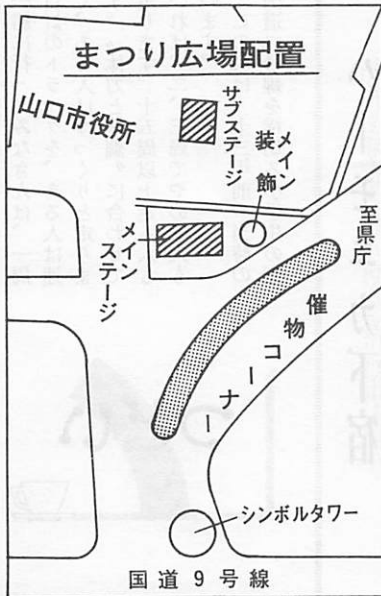 まつり広場配置
山口市役所
サブステージ
メイン
装飾
メイン
ステージ
至県庁
催物コーナー
シンボルタワー
国道9号線